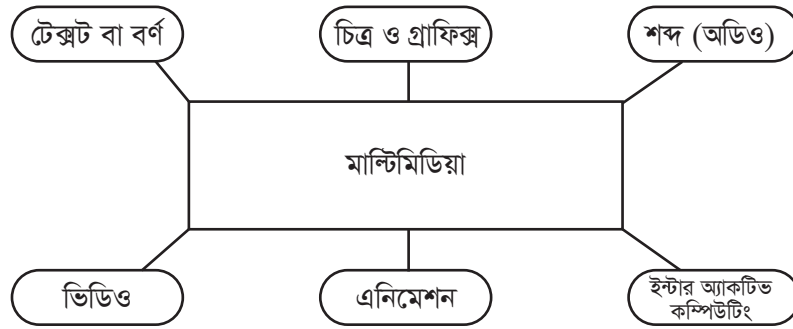 টেক্সট বা বর্ণ
চিত্র ও গ্রাফিক্স
শব্দ (অডিও)
মাল্টিমিডিয়া
ভিডিও
এনিমেশন
ইন্টার অ্যাকটিভ
কম্পিউটিং